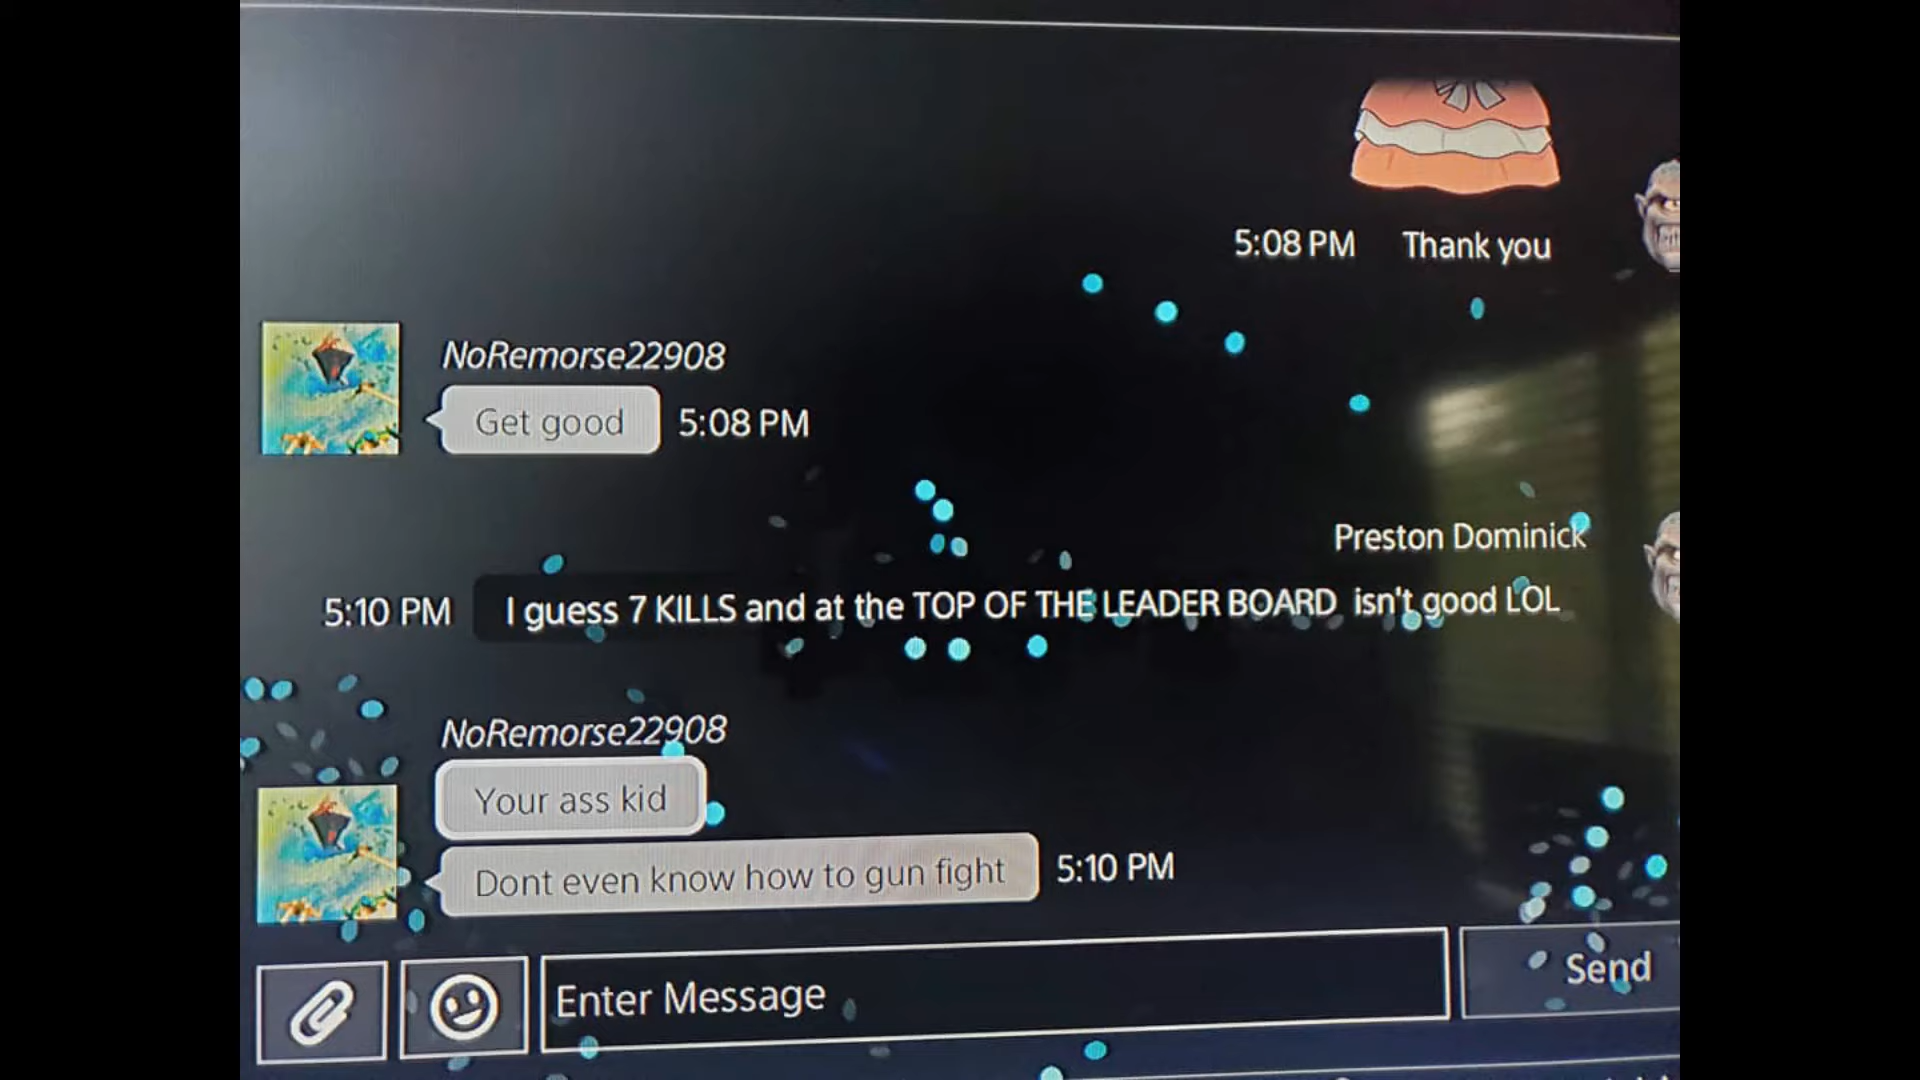 5:08 PM Thank you
NoRemorse22908
Get good 5:08 PM
Preston Dominick
5:10 PM I guess 7 KILLS and at the TOP OF THE LEADER BOARD isn't good LOL
NoRemorse22908
Your ass kid
Dont even know how to gun fight 5:10 PM
Enter Message
Send